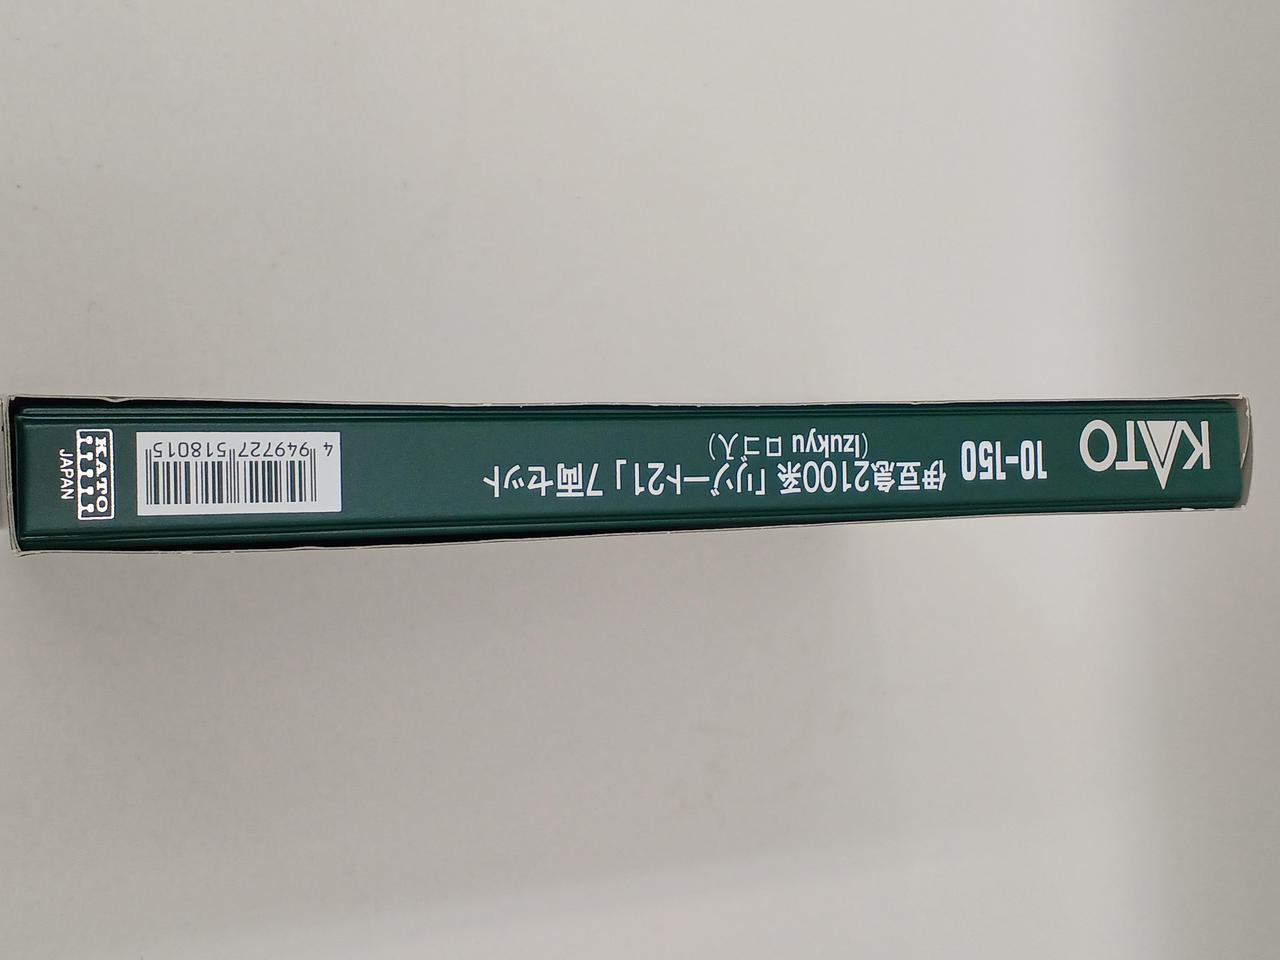 KATO
10-150
伊豆急2100系「リゾート21」7両セット
(Izukyu ロゴ入)
4 949727 518015
KATO
JAPAN